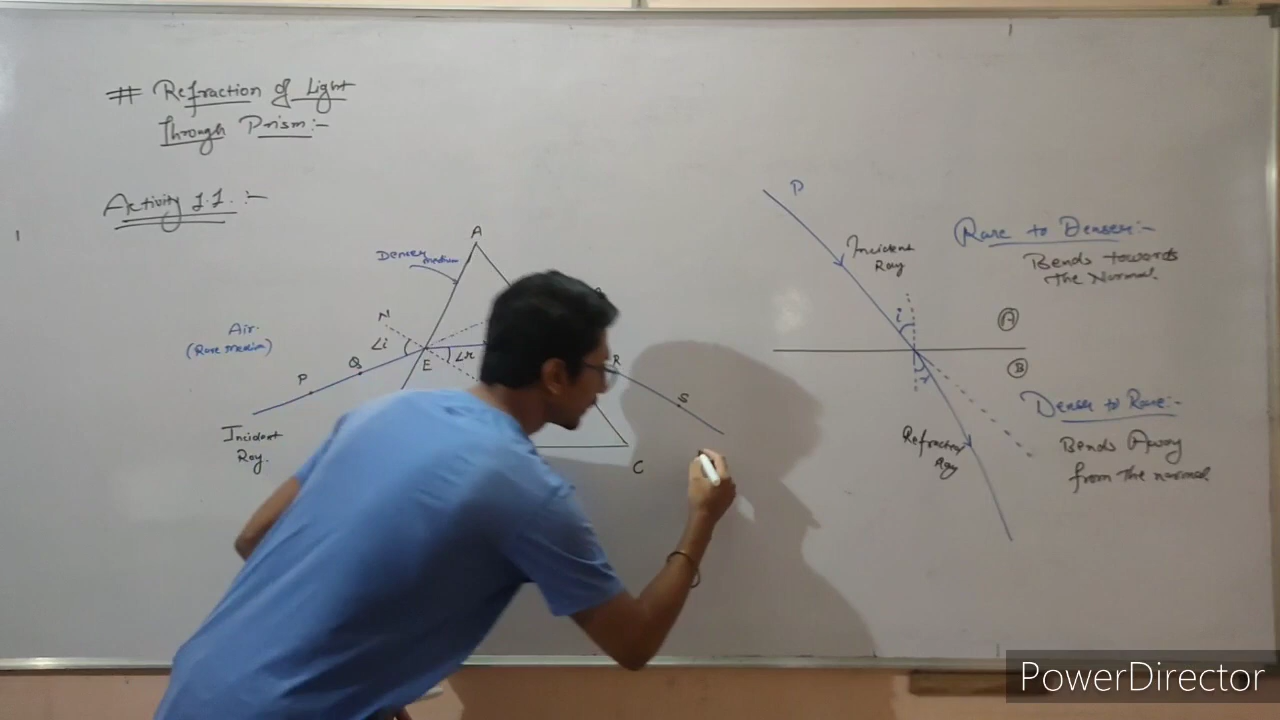 # Refraction of Light
Through Prism:-
Activity 1.1. :-
A
Denser medium
N
Air.
(Rare medium)
∠i
∠r
E
P
Q
R
S
C
Incident
Ray.
P
Incident
Ray
i
r
A
B
Refracted
Ray
Rare to Denser:-
Bends towards
The Normal.
Denser to Rare:-
Bends Away
from The normal
PowerDirector